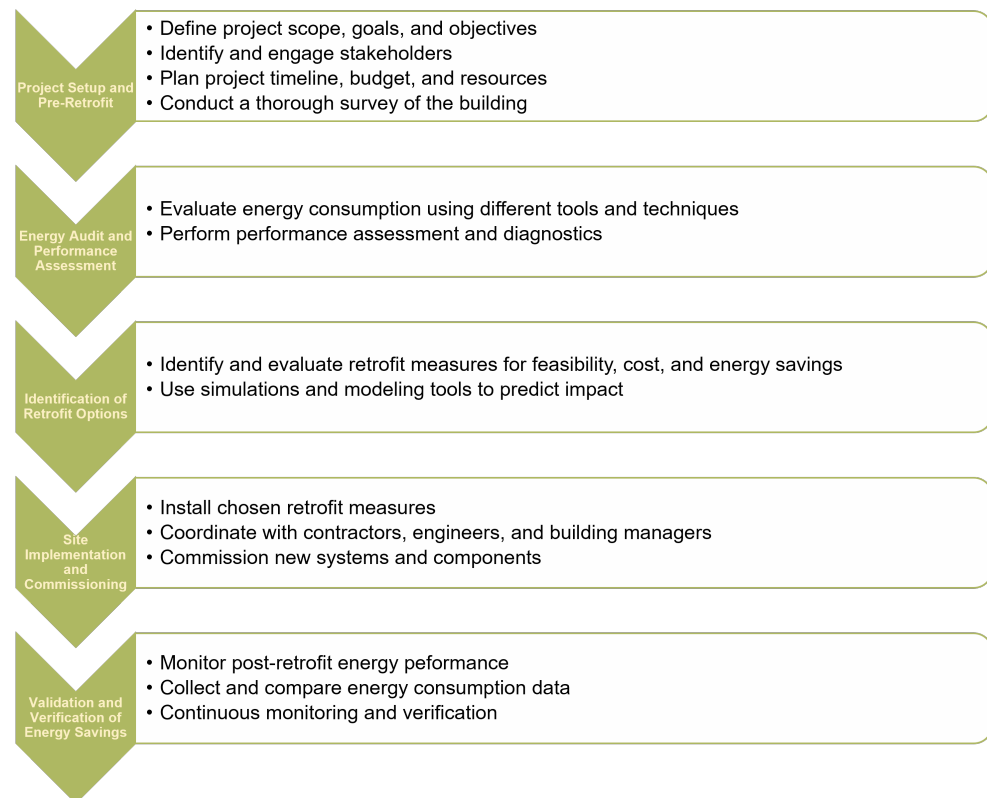 Project Setup and
Pre-Retrofit
• Define project scope, goals, and objectives
• Identify and engage stakeholders
• Plan project timeline, budget, and resources
• Conduct a thorough survey of the building
Energy Audit and
Performance
Assessment
• Evaluate energy consumption using different tools and techniques
• Perform performance assessment and diagnostics
Identification of
Retrofit Options
• Identify and evaluate retrofit measures for feasibility, cost, and energy savings
• Use simulations and modeling tools to predict impact
Site
Implementation
and
Commissioning
• Install chosen retrofit measures
• Coordinate with contractors, engineers, and building managers
• Commission new systems and components
Validation and
Verification of
Energy Savings
• Monitor post-retrofit energy peformance
• Collect and compare energy consumption data
• Continuous monitoring and verification